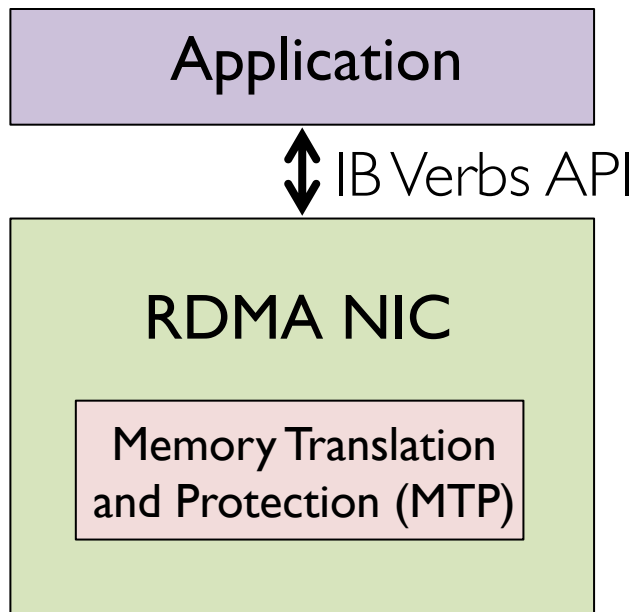 Application
IB Verbs API
RDMA NIC
Memory Translation
and Protection (MTP)